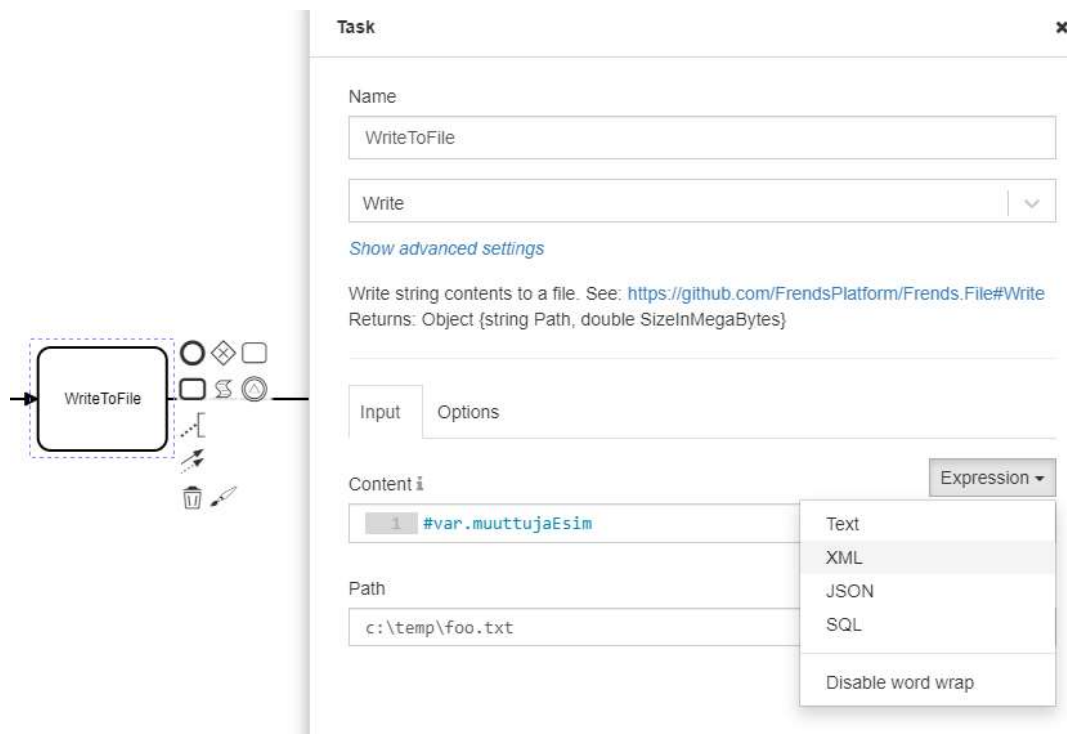 Task
Name
WriteToFile
Write
Show advanced settings
Write string contents to a file. See: https://github.com/FrendsPlatform/Frends.File#Write
Returns: Object {string Path, double SizeInMegaBytes}
WriteToFile
Input Options
Content Expression
1 #var.muuttujaEsim
Text
XML
JSON
SQL
Disable word wrap
Path
c:\temp\foo.txt